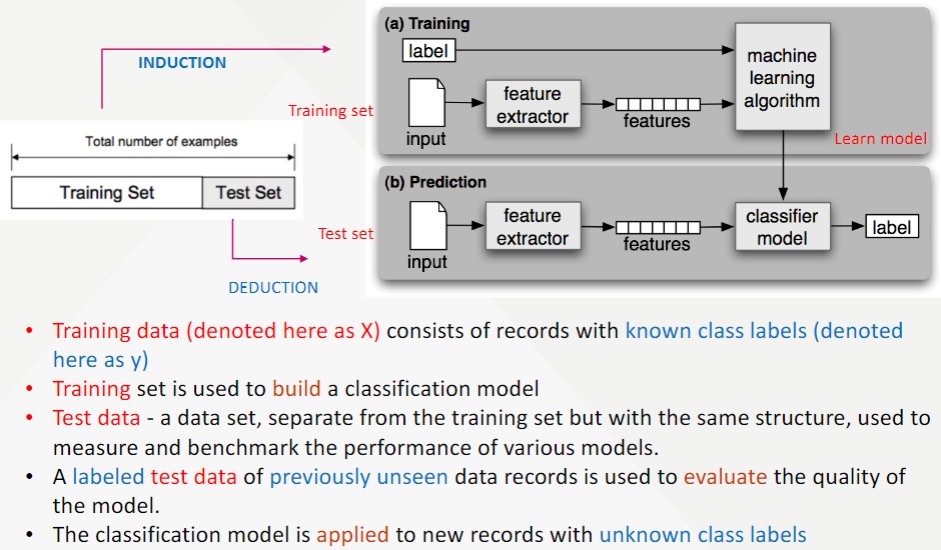 (a) Training
label
INDUCTION
machine
learning
algorithm
feature
extractor
Training set
features
input
Total number of examples
Learn model
Training Set
Test Set
(b) Prediction
feature
extractor
classifier
model
label
Test set
features
input
DEDUCTION
• Training data (denoted here as X) consists of records with known class labels (denoted
here as y)
• Training set is used to build a classification model
• Test data - a data set, separate from the training set but with the same structure, used to
measure and benchmark the performance of various models.
• A labeled test data of previously unseen data records is used to evaluate the quality of
the model.
• The classification model is applied to new records with unknown class labels